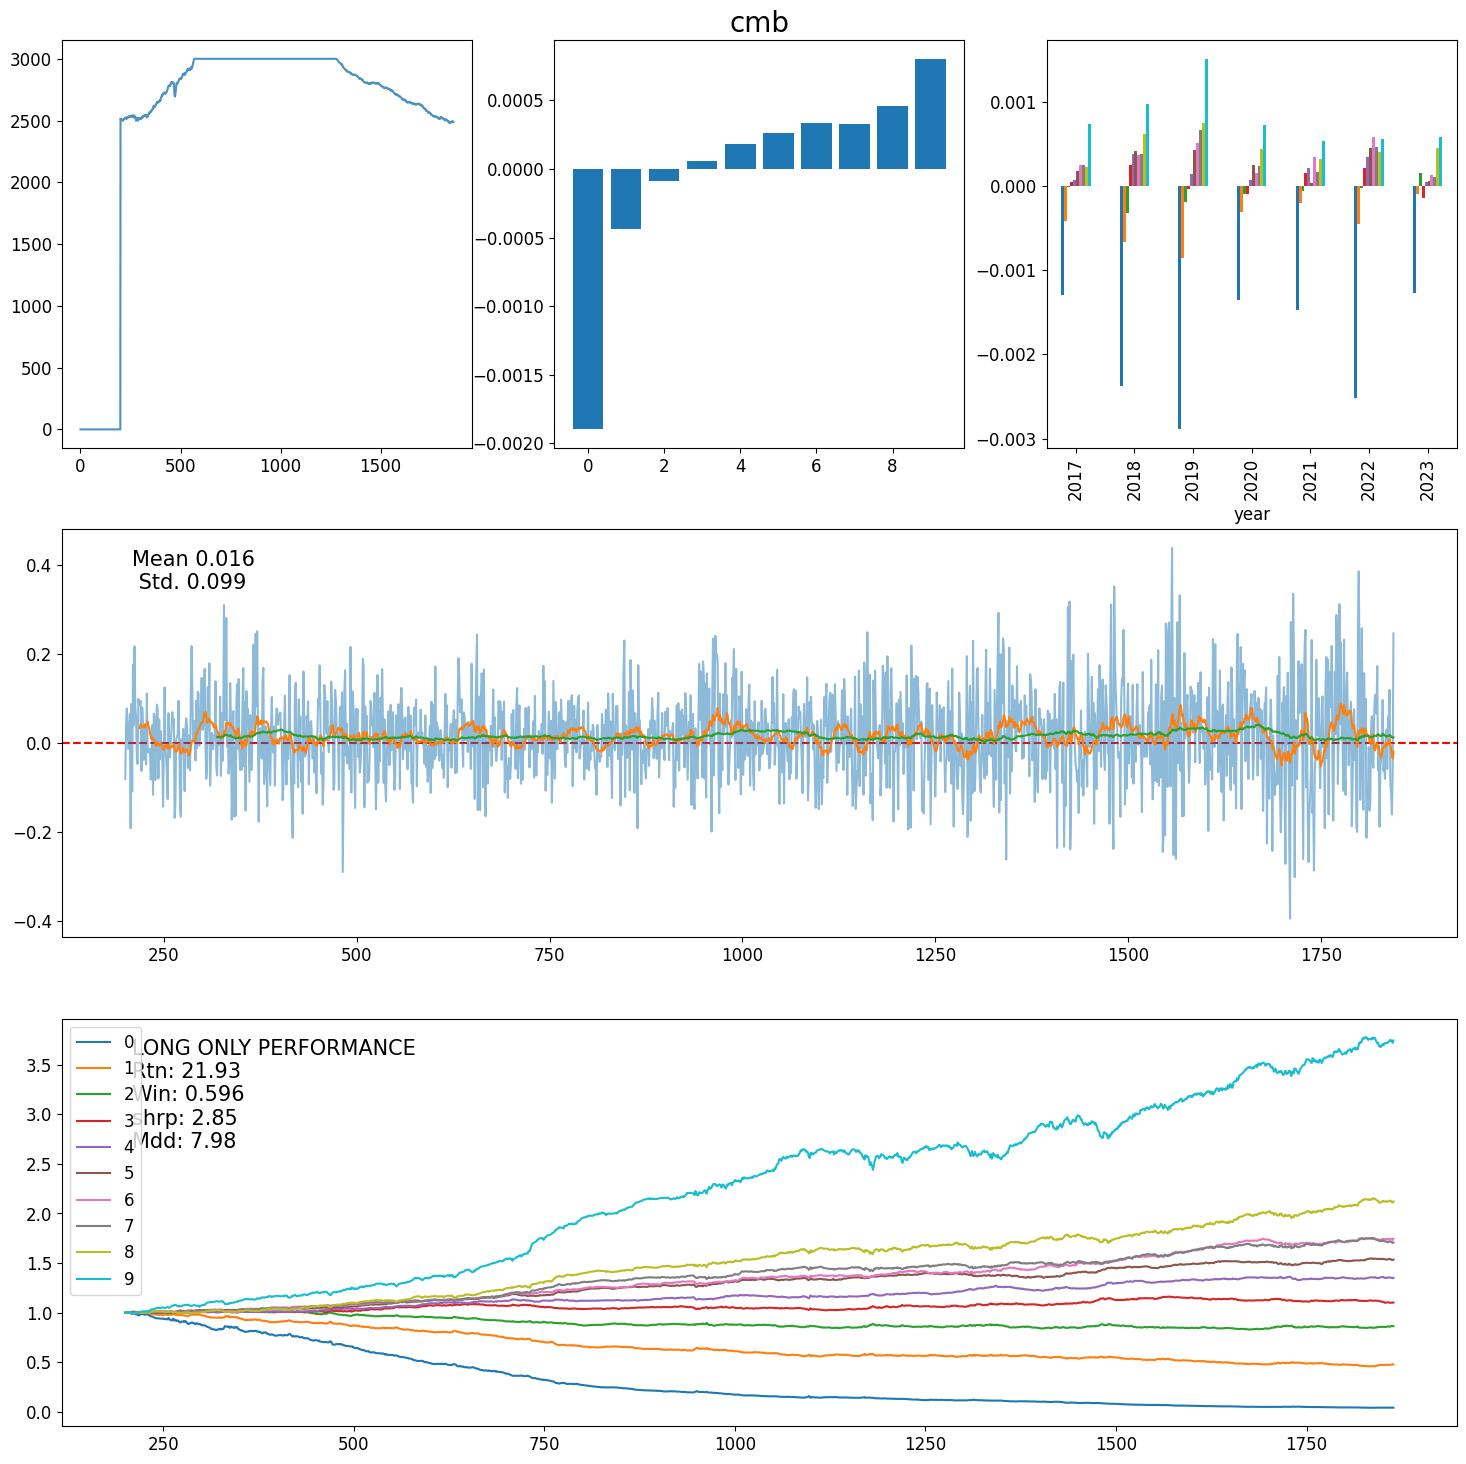 cmb
3000
2500
2000
1500
1000
500
0
0 500 1000 1500
0.0005
0.0000
−0.0005
−0.0010
−0.0015
−0.0020
0 2 4 6 8
0.001
0.000
−0.001
−0.002
−0.003
2017 2018 2019 2020 2021 2022 2023
year
Mean 0.016
Std. 0.099
0.4
0.2
0.0
−0.2
−0.4
250 500 750 1000 1250 1500 1750
LONG ONLY PERFORMANCE
Rtn: 21.93
Win: 0.596
shrp: 2.85
Mdd: 7.98
0
1
2
3
4
5
6
7
8
9
3.5
3.0
2.5
2.0
1.5
1.0
0.5
0.0
250 500 750 1000 1250 1500 1750